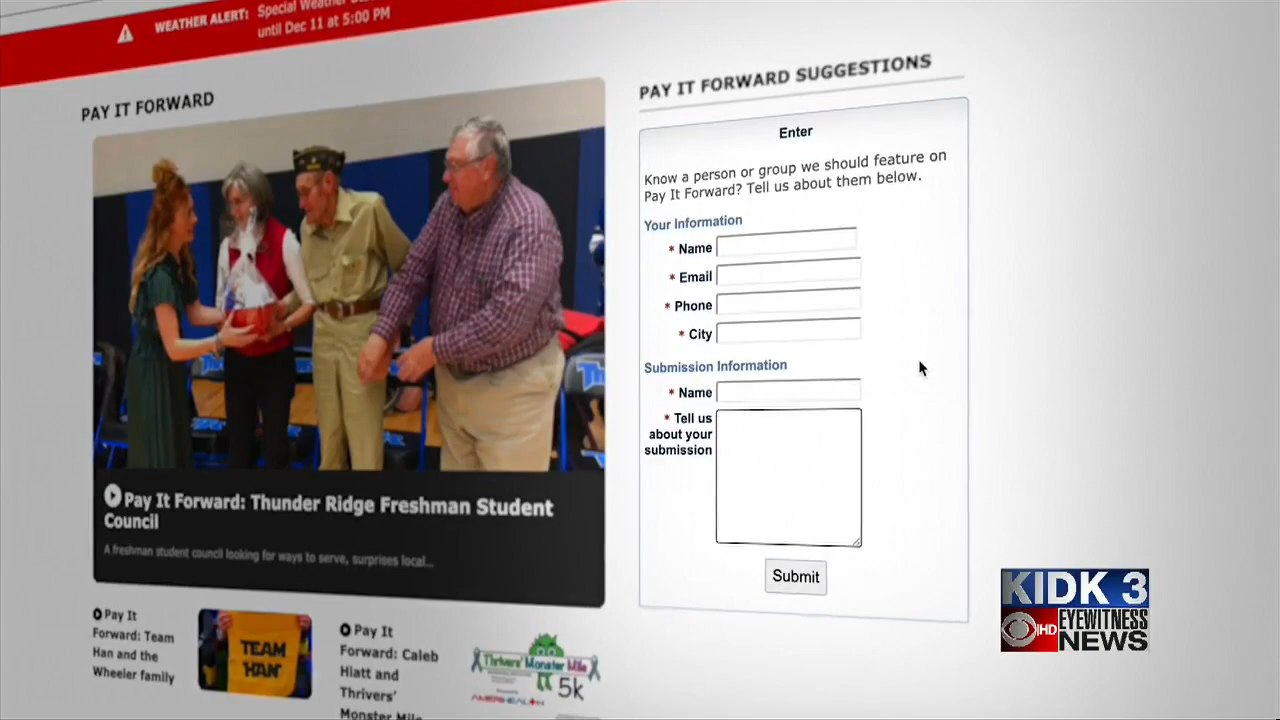 WEATHER ALERT:
Special Weather
until Dec 11 at 5:00 PM
PAY IT FORWARD
Pay It Forward: Thunder Ridge Freshman Student
Council
A freshman student council looking for ways to serve, surprises local...
Pay It
Forward: Team
Han and the
Wheeler family
TEAM
HAN
Pay It
Forward: Caleb
Hiatt and
Thrivers'
Monster Mile
Thrivers' Monster Mile
5k
AMERIHEALTH
PAY IT FORWARD SUGGESTIONS
Enter
Know a person or group we should feature on
Pay It Forward? Tell us about them below.
Your Information
* Name
* Email
* Phone
* City
Submission Information
* Name
* Tell us
about your
submission
Submit
KIDK 3
HD EYEWITNESS
NEWS